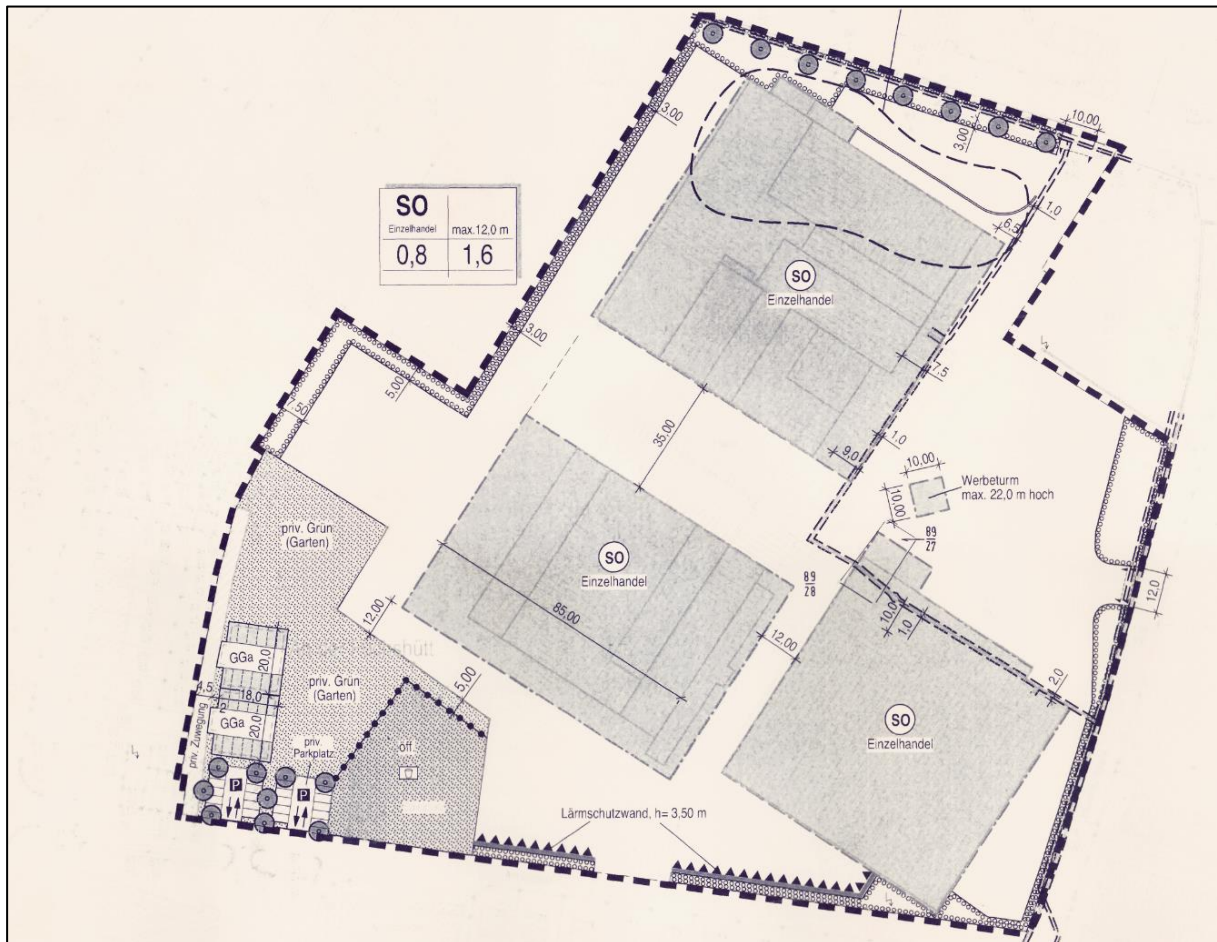 10,00
3,00
3,00
1,0
6,5
SO
Einzelhandel
max.12,0 m
0,8
1,6
SO
Einzelhandel
3,00
5,00
7,50
7,5
35,00
1,0
9,0
10,00
10,00
Werbeturm
max. 22,0 m hoch
89
27
89
28
priv. Grün
(Garten)
SO
Einzelhandel
85,00
12,00
12,0
10,0
1,0
12,00
2,0
GGa
20,0
priv. Grün
(Garten)
5,00
4,5
18,0
2
GGa
20,0
priv. Zuwegung
priv.
Parkplatz
öff
SO
Einzelhandel
P
P
Lärmschutzwand, h= 3,50 m